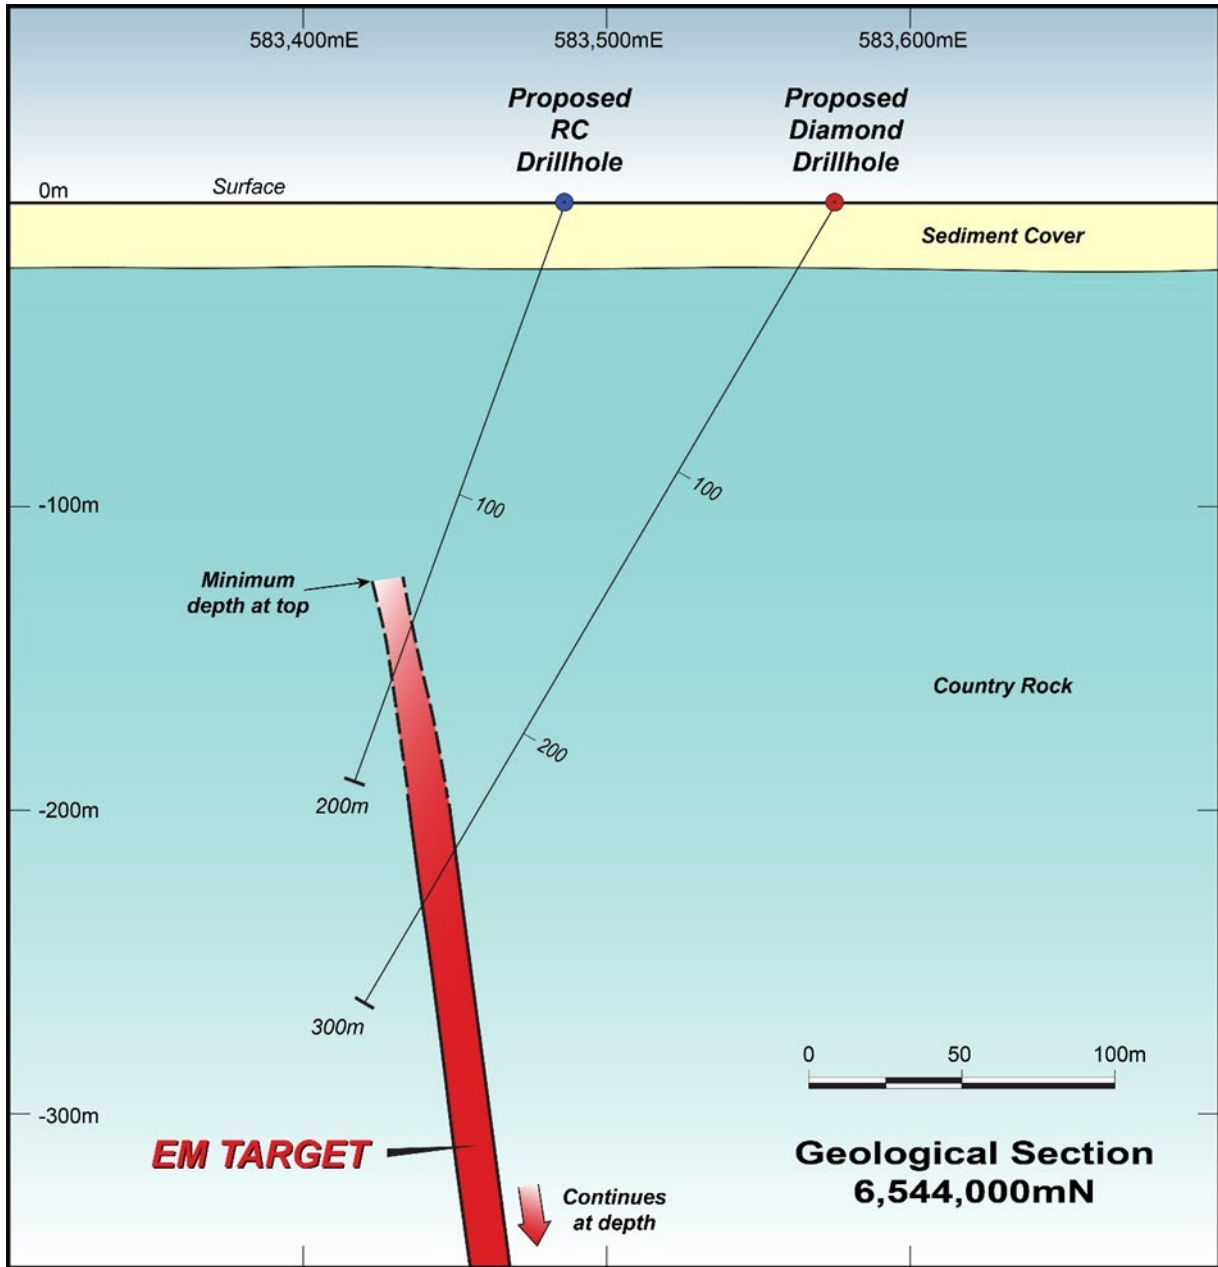 583,400mE
583,500mE
583,600mE
Proposed
RC
Drillhole
Proposed
Diamond
Drillhole
0m
Surface
Sediment Cover
100
100
-100m
Minimum
depth at top
Country Rock
200
200m
-200m
300m
0 50 100m
-300m
EM TARGET
Geological Section
6,544,000mN
Continues
at depth